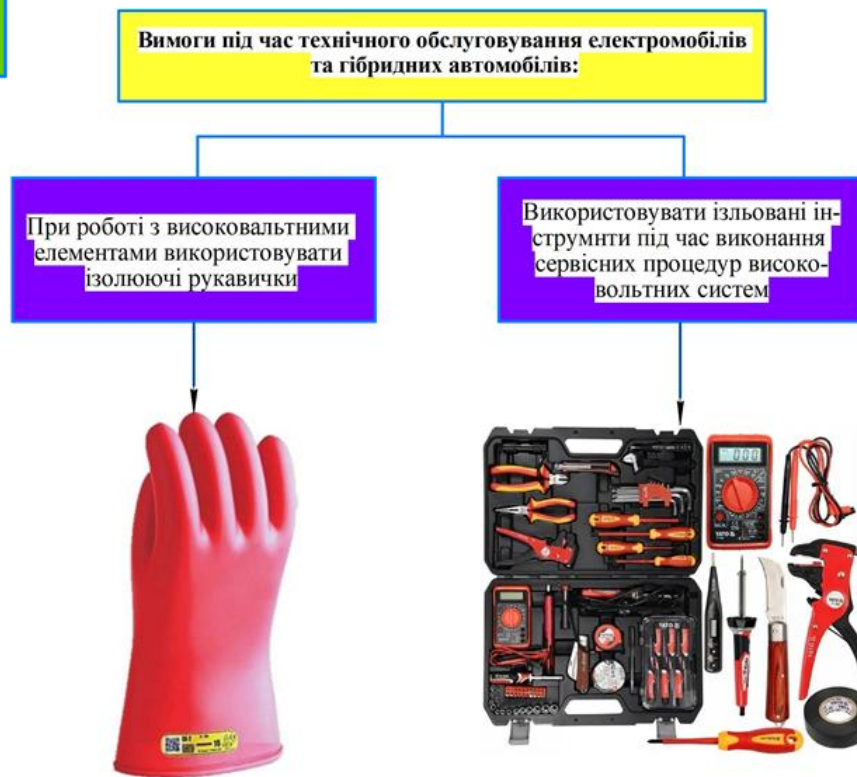 Вимоги під час технічного обслуговування електромобілів
та гібридних автомобілів:
При роботі з високовальтними
елементами використовувати
ізолюючі рукавички
Використовувати ізльовані ін-
струмнти під час виконання
сервісних процедур високо-
вольтних систем